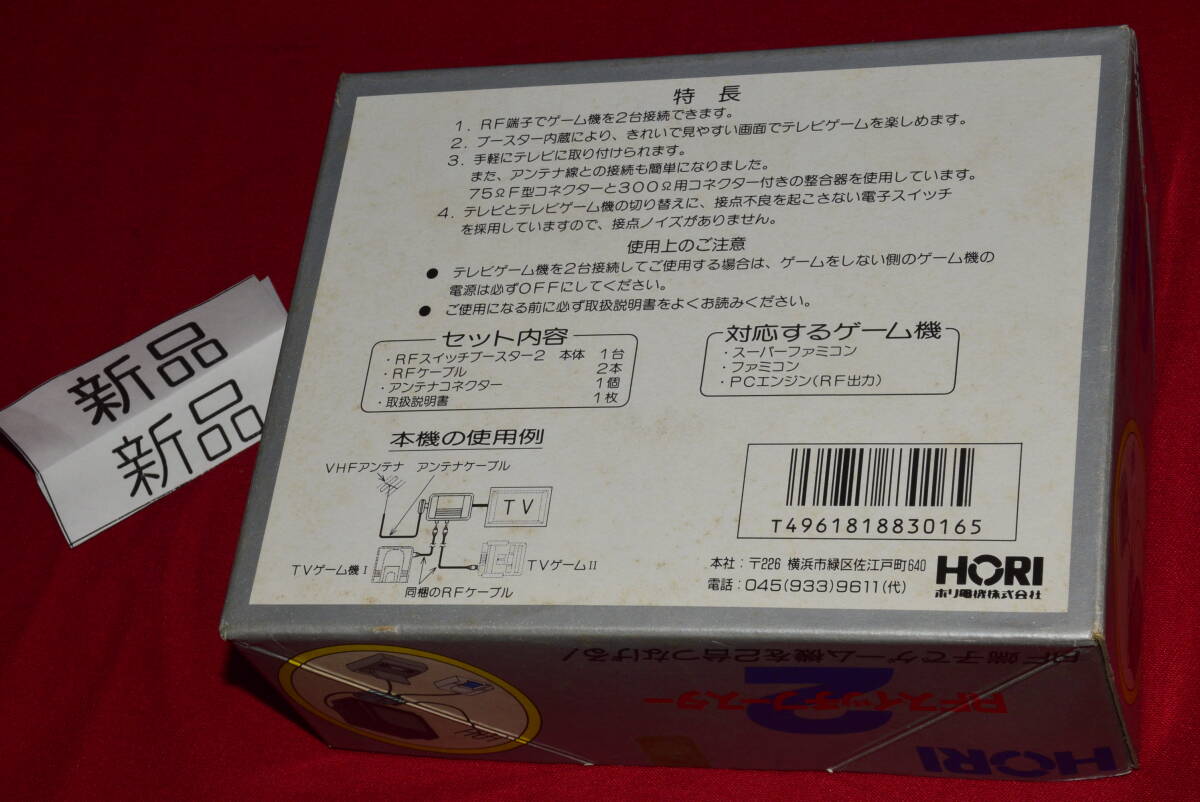 特長
1. RF端子でゲーム機を2台接続できます。
2. ブースター内蔵により、きれいで見やすい画面でテレビゲームを楽しめます。
3. 手軽にテレビに取り付けられます。
また、アンテナ線との接続も簡単になりました。
75ΩF型コネクターと300Ω用コネクター付きの整合器を使用しています。
4. テレビとテレビゲーム機の切り替えに、接点不良を起こさない電子スイッチ
を採用していますので、接点ノイズがありません。
使用上のご注意
● テレビゲーム機を2台接続してご使用する場合は、ゲームをしない側のゲーム機の
電源は必ずOFFにしてください。
● ご使用になる前に必ず取扱説明書をよくお読みください。
セット内容
・RFスイッチブースター2 本体 1台
・RFケーブル 2本
・アンテナコネクター 1個
・取扱説明書 1枚
対応するゲーム機
・スーパーファミコン
・ファミコン
・PCエンジン(RF出力)
本機の使用例
VHFアンテナ アンテナケーブル
TV
TVゲーム機I
TVゲームII
同梱のRFケーブル
T4961818830165
本社:〒226 横浜市緑区佐江戸町640
電話:045(933)9611(代)
HORI
ホリ電機株式会社
新品
新品
RF端子でゲーム機を2台つなげる!
RFスイッチブースター
2
HORI